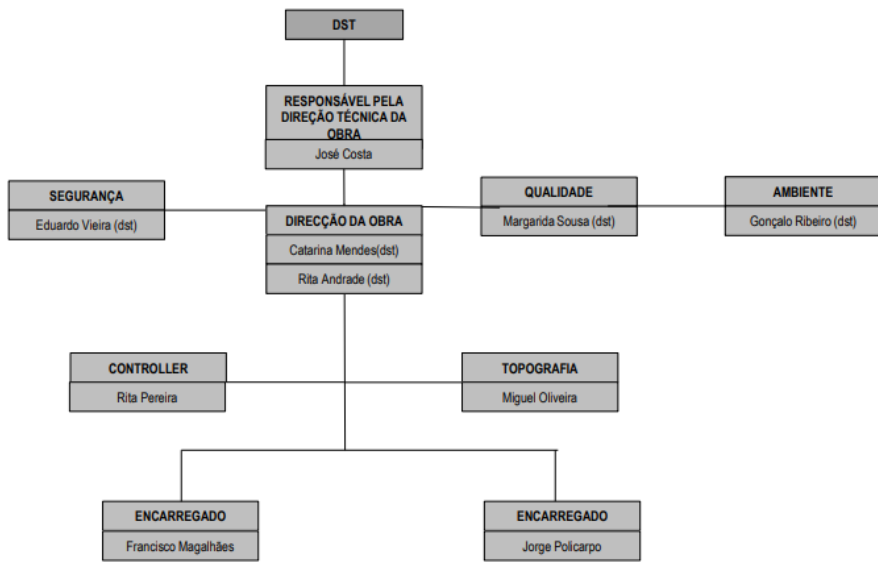 DST
RESPONSÁVEL PELA
DIREÇÃO TÉCNICA DA
OBRA
José Costa
SEGURANÇA
Eduardo Vieira (dst)
DIRECÇÃO DA OBRA
Catarina Mendes(dst)
Rita Andrade (dst)
QUALIDADE
Margarida Sousa (dst)
AMBIENTE
Gonçalo Ribeiro (dst)
CONTROLLER
Rita Pereira
TOPOGRAFIA
Miguel Oliveira
ENCARREGADO
Francisco Magalhães
ENCARREGADO
Jorge Policarpo